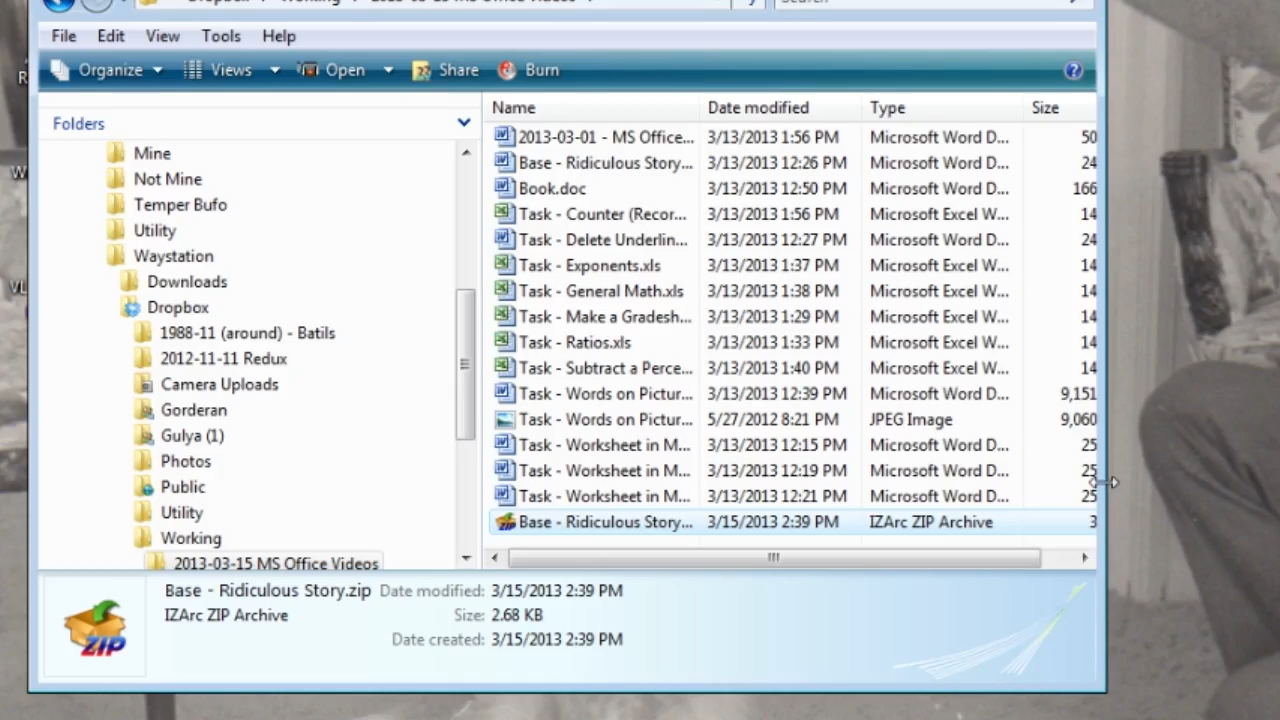 Dropbox Working 2013-03-15 MS Office Videos Search
File Edit View Tools Help
Organize Views Open Share Burn ?
Folders
Mine
Not Mine
Temper Bufo
Utility
Waystation
Downloads
Dropbox
1988-11 (around) - Batils
2012-11-11 Redux
Camera Uploads
Gorderan
Gulya (1)
Photos
Public
Utility
Working
2013-03-15 MS Office Videos
Name Date modified Type Size
2013-03-01 - MS Office... 3/13/2013 1:56 PM Microsoft Word D... 50
Base - Ridiculous Story... 3/13/2013 12:26 PM Microsoft Word D... 24
Book.doc 3/13/2013 12:50 PM Microsoft Word D... 166
Task - Counter (Recor... 3/13/2013 1:56 PM Microsoft Excel W... 14
Task - Delete Underlin... 3/13/2013 12:27 PM Microsoft Word D... 24
Task - Exponents.xls 3/13/2013 1:37 PM Microsoft Excel W... 14
Task - General Math.xls 3/13/2013 1:38 PM Microsoft Excel W... 14
Task - Make a Gradesh... 3/13/2013 1:29 PM Microsoft Excel W... 14
Task - Ratios.xls 3/13/2013 1:33 PM Microsoft Excel W... 14
Task - Subtract a Perce... 3/13/2013 1:40 PM Microsoft Excel W... 14
Task - Words on Pictur... 3/13/2013 12:39 PM Microsoft Word D... 9,151
Task - Words on Pictur... 5/27/2012 8:21 PM JPEG Image 9,060
Task - Worksheet in M... 3/13/2013 12:15 PM Microsoft Word D... 25
Task - Worksheet in M... 3/13/2013 12:19 PM Microsoft Word D... 25
Task - Worksheet in M... 3/13/2013 12:21 PM Microsoft Word D... 25
Base - Ridiculous Story... 3/15/2013 2:39 PM IZArc ZIP Archive 3
ZIP
Base - Ridiculous Story.zip Date modified: 3/15/2013 2:39 PM
IZArc ZIP Archive Size: 2.68 KB
Date created: 3/15/2013 2:39 PM